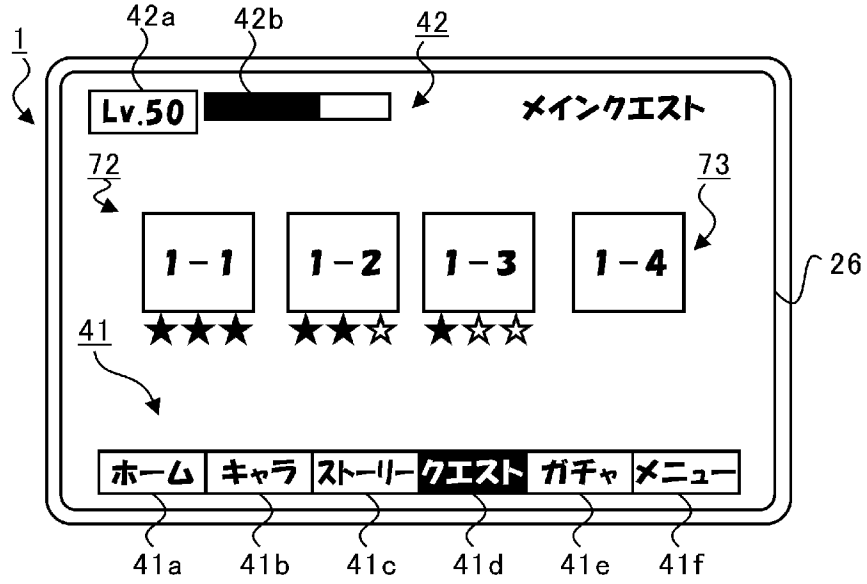 42a 42b 42
1
Lv.50 メインクエスト
72 73
1-1 1-2 1-3 1-4
26
★★★ ★★☆ ★☆☆
41
ホーム キャラ ストーリー クエスト ガチャ メニュー
41a 41b 41c 41d 41e 41f